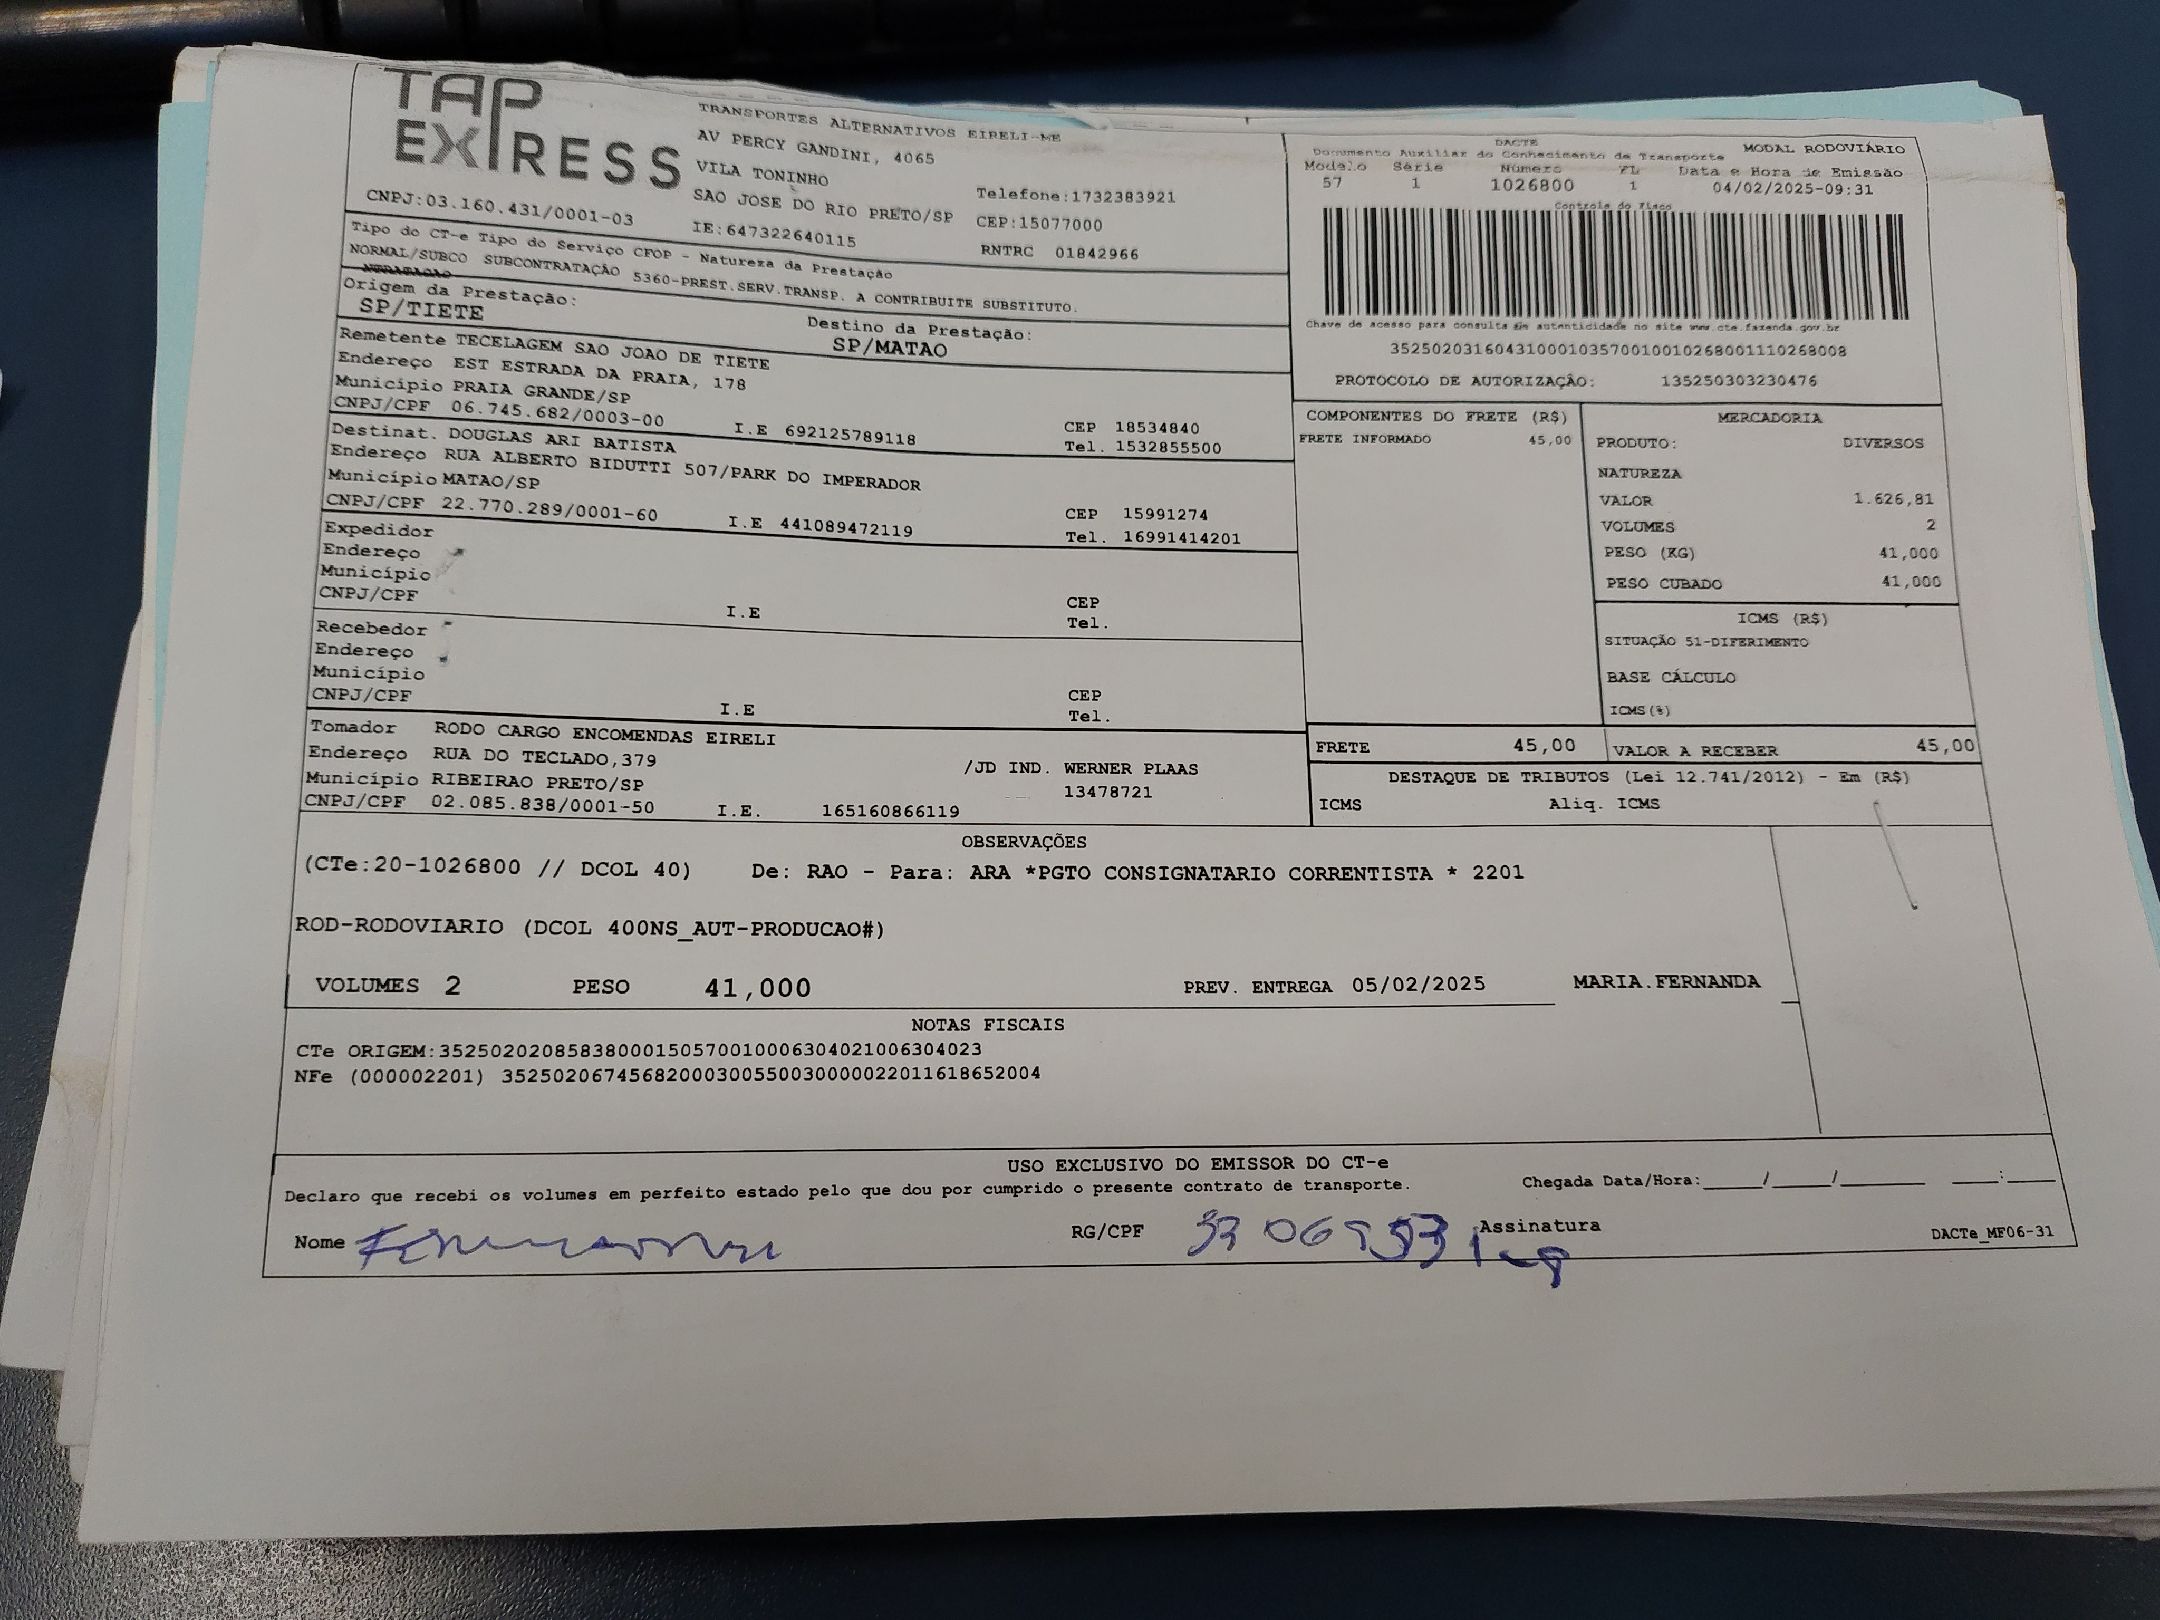 TAP
EXPRESS
TRANSPORTES ALTERNATIVOS EIRELI-ME
AV PERCY GANDINI, 4065
VILA TONINHO
SAO JOSE DO RIO PRETO/SP
Telefone:1732383921
CEP:15077000
CNPJ:03.160.431/0001-03
IE:647322640115
RNTRC 01842966
DACTE
MODAL RODOVIÁRIO
Documento Auxiliar do Conhecimento de Transporte
Modelo Série Número FL Data e Hora de Emissão
57 1 1026800 1 04/02/2025-09:31
Controle do Fisco
Chave de acesso para consulta de autenticidade no site www.cte.fazenda.gov.br
35250203160431000103570010010268001110268008
PROTOCOLO DE AUTORIZAÇÃO: 135250303230476
Tipo do CT-e Tipo do Serviço CFOP - Natureza da Prestação
NORMAL/SUBCO SUBCONTRATAÇÃO 5360-PREST.SERV.TRANSP. A CONTRIBUITE SUBSTITUTO.
NTRATACAO
Origem da Prestação:
SP/TIETE
Destino da Prestação:
SP/MATAO
Remetente TECELAGEM SAO JOAO DE TIETE
Endereço EST ESTRADA DA PRAIA, 178
Município PRAIA GRANDE/SP
CEP 18534840
CNPJ/CPF 06.745.682/0003-00 I.E 692125789118 Tel. 1532855500
Destinat. DOUGLAS ARI BATISTA
Endereço RUA ALBERTO BIDUTTI 507/PARK DO IMPERADOR
Município MATAO/SP
CEP 15991274
CNPJ/CPF 22.770.289/0001-60 I.E 441089472119 Tel. 16991414201
Expedidor
Endereço
Município
CEP
CNPJ/CPF I.E Tel.
Recebedor
Endereço
Município
CEP
CNPJ/CPF I.E Tel.
Tomador RODO CARGO ENCOMENDAS EIRELI
Endereço RUA DO TECLADO,379 /JD IND. WERNER PLAAS
Município RIBEIRAO PRETO/SP 13478721
CNPJ/CPF 02.085.838/0001-50 I.E. 165160866119
COMPONENTES DO FRETE (R$)
FRETE INFORMADO 45,00
MERCADORIA
PRODUTO: DIVERSOS
NATUREZA
VALOR 1.626,81
VOLUMES 2
PESO (KG) 41,000
PESO CUBADO 41,000
ICMS (R$)
SITUAÇÃO 51-DIFERIMENTO
BASE CÁLCULO
ICMS(%)
FRETE 45,00 VALOR A RECEBER 45,00
DESTAQUE DE TRIBUTOS (Lei 12.741/2012) - Em (R$)
ICMS Aliq. ICMS
OBSERVAÇÕES
(CTe:20-1026800 // DCOL 40) De: RAO - Para: ARA *PGTO CONSIGNATARIO CORRENTISTA * 2201
ROD-RODOVIARIO (DCOL 400NS_AUT-PRODUCAO#)
VOLUMES 2 PESO 41,000 PREV. ENTREGA 05/02/2025 MARIA.FERNANDA
NOTAS FISCAIS
CTe ORIGEM:35250202085838000150570010006304021006304023
NFe (000002201) 35250206745682000300550030000022011618652004
USO EXCLUSIVO DO EMISSOR DO CT-e
Declaro que recebi os volumes em perfeito estado pelo que dou por cumprido o presente contrato de transporte.
Chegada Data/Hora:_____/_____/_______ ____:____
Nome RG/CPF Assinatura
DACTe_MF06-31